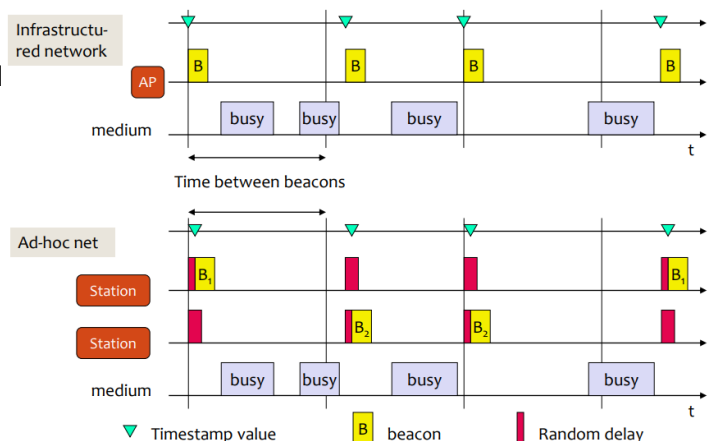 Infrastructu-
red network
B B B B
AP
busy busy busy busy
medium
t
Time between beacons
Ad-hoc net
B1 B1
Station
B2 B2
Station
busy busy busy busy
medium
t
Timestamp value B beacon Random delay